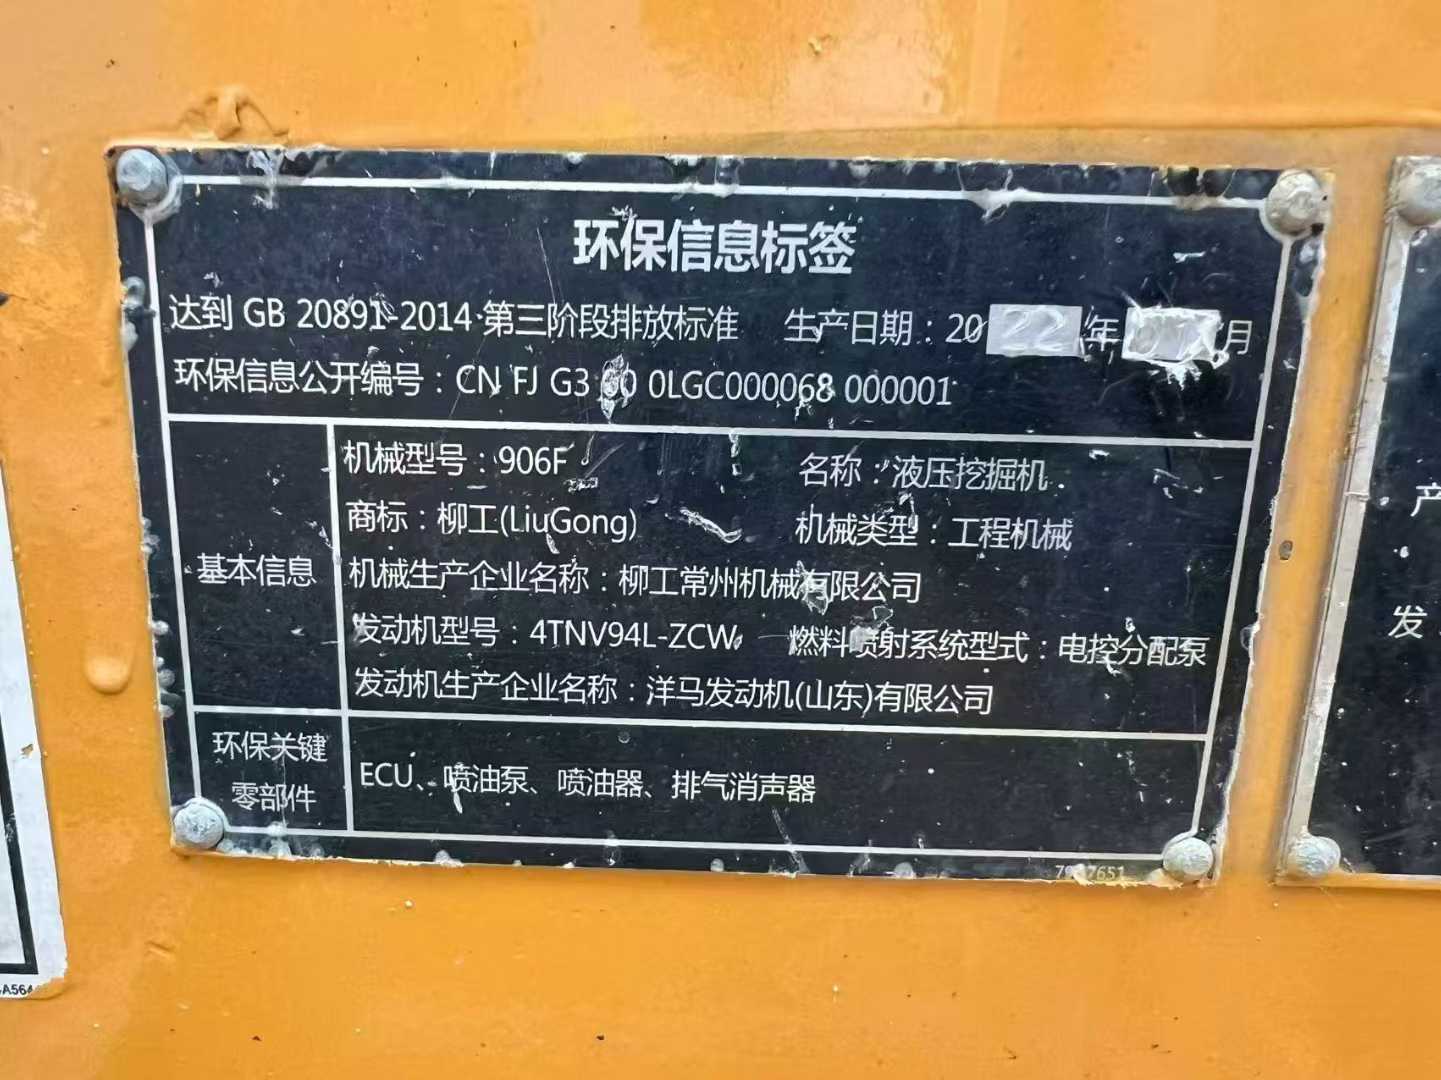 环保信息标签
达到 GB 20891-2014 第三阶段排放标准 生产日期：2022年 月
环保信息公开编号：CN FJ G3 00 0LGC000068 000001
机械型号：906F 名称：液压挖掘机
商标：柳工(LiuGong) 机械类型：工程机械
基本信息 机械生产企业名称：柳工常州机械有限公司
发动机型号：4TNV94L-ZCW 燃料喷射系统型式：电控分配泵
发动机生产企业名称：洋马发动机(山东)有限公司
环保关键零部件 ECU、喷油泵、喷油器、排气消声器
产
发